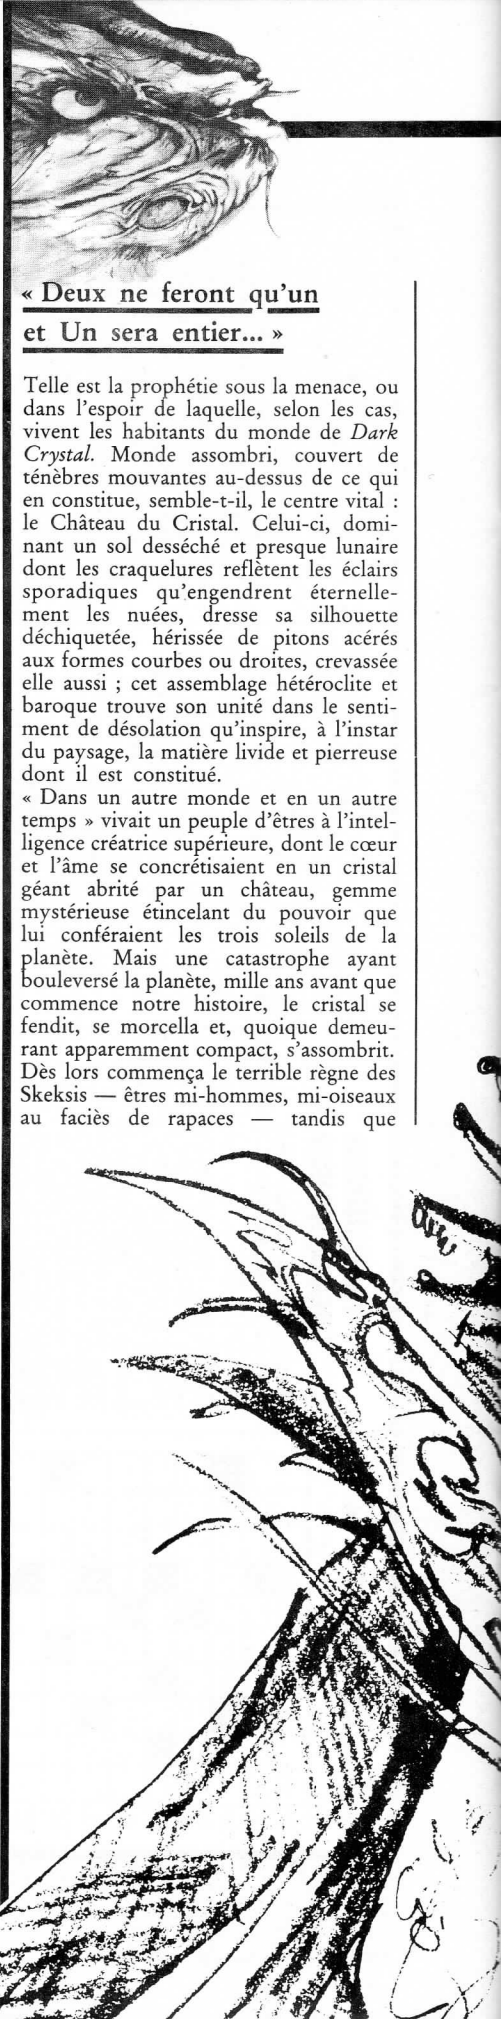 « Deux ne feront qu'un
et Un sera entier... »
Telle est la prophétie sous la menace, ou
dans l'espoir de laquelle, selon les cas,
vivent les habitants du monde de Dark
Crystal. Monde assombri, couvert de
ténèbres mouvantes au-dessus de ce qui
en constitue, semble-t-il, le centre vital :
le Château du Cristal. Celui-ci, domi-
nant un sol desséché et presque lunaire
dont les craquelures reflètent les éclairs
sporadiques qu'engendrent éternelle-
ment les nuées, dresse sa silhouette
déchiquetée, hérissée de pitons acérés
aux formes courbes ou droites, crevassée
elle aussi ; cet assemblage hétéroclite et
baroque trouve son unité dans le senti-
ment de désolation qu'inspire, à l'instar
du paysage, la matière livide et pierreuse
dont il est constitué.
« Dans un autre monde et en un autre
temps » vivait un peuple d'êtres à l'intel-
ligence créatrice supérieure, dont le cœur
et l'âme se concrétisaient en un cristal
géant abrité par un château, gemme
mystérieuse étincelant du pouvoir que
lui conféraient les trois soleils de la
planète. Mais une catastrophe ayant
bouleversé la planète, mille ans avant que
commence notre histoire, le cristal se
fendit, se morcella et, quoique demeu-
rant apparemment compact, s'assombrit.
Dès lors commença le terrible règne des
Skeksis — êtres mi-hommes, mi-oiseaux
au faciès de rapaces — tandis que